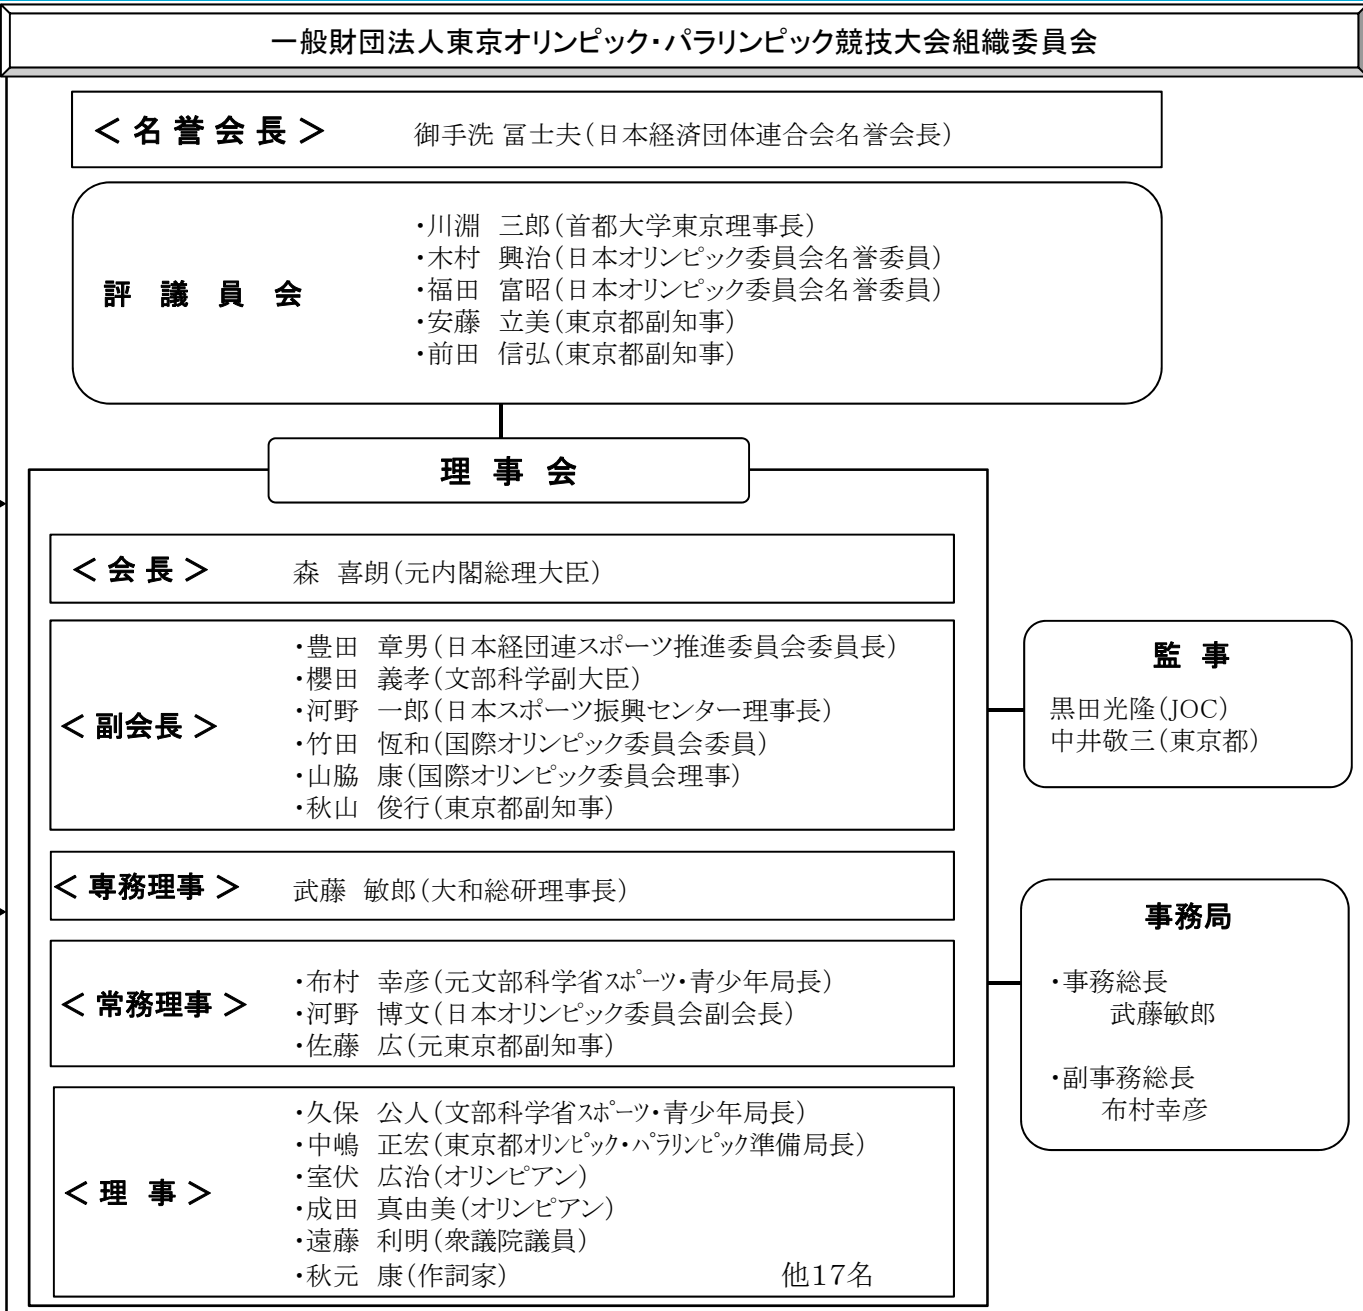 一般財団法人東京オリンピック・パラリンピック競技大会組織委員会
＜名誉会長＞ 御手洗 冨士夫(日本経済団体連合会名誉会長)
評議員会
・川淵 三郎(首都大学東京理事長)
・木村 興治(日本オリンピック委員会名誉委員)
・福田 富昭(日本オリンピック委員会名誉委員)
・安藤 立美(東京都副知事)
・前田 信弘(東京都副知事)
理事会
＜会長＞ 森 喜朗(元内閣総理大臣)
＜副会長＞
・豊田 章男(日本経団連スポーツ推進委員会委員長)
・櫻田 義孝(文部科学副大臣)
・河野 一郎(日本スポーツ振興センター理事長)
・竹田 恆和(国際オリンピック委員会委員)
・山脇 康(国際オリンピック委員会理事)
・秋山 俊行(東京都副知事)
＜専務理事＞ 武藤 敏郎(大和総研理事長)
＜常務理事＞
・布村 幸彦(元文部科学省スポーツ・青少年局長)
・河野 博文(日本オリンピック委員会副会長)
・佐藤 広(元東京都副知事)
＜理事＞
・久保 公人(文部科学省スポーツ・青少年局長)
・中嶋 正宏(東京都オリンピック・パラリンピック準備局長)
・室伏 広治(オリンピアン)
・成田 真由美(オリンピアン)
・遠藤 利明(衆議院議員)
・秋元 康(作詞家) 他17名
監事
黒田光隆(JOC)
中井敬三(東京都)
事務局
・事務総長
武藤敏郎
・副事務総長
布村幸彦